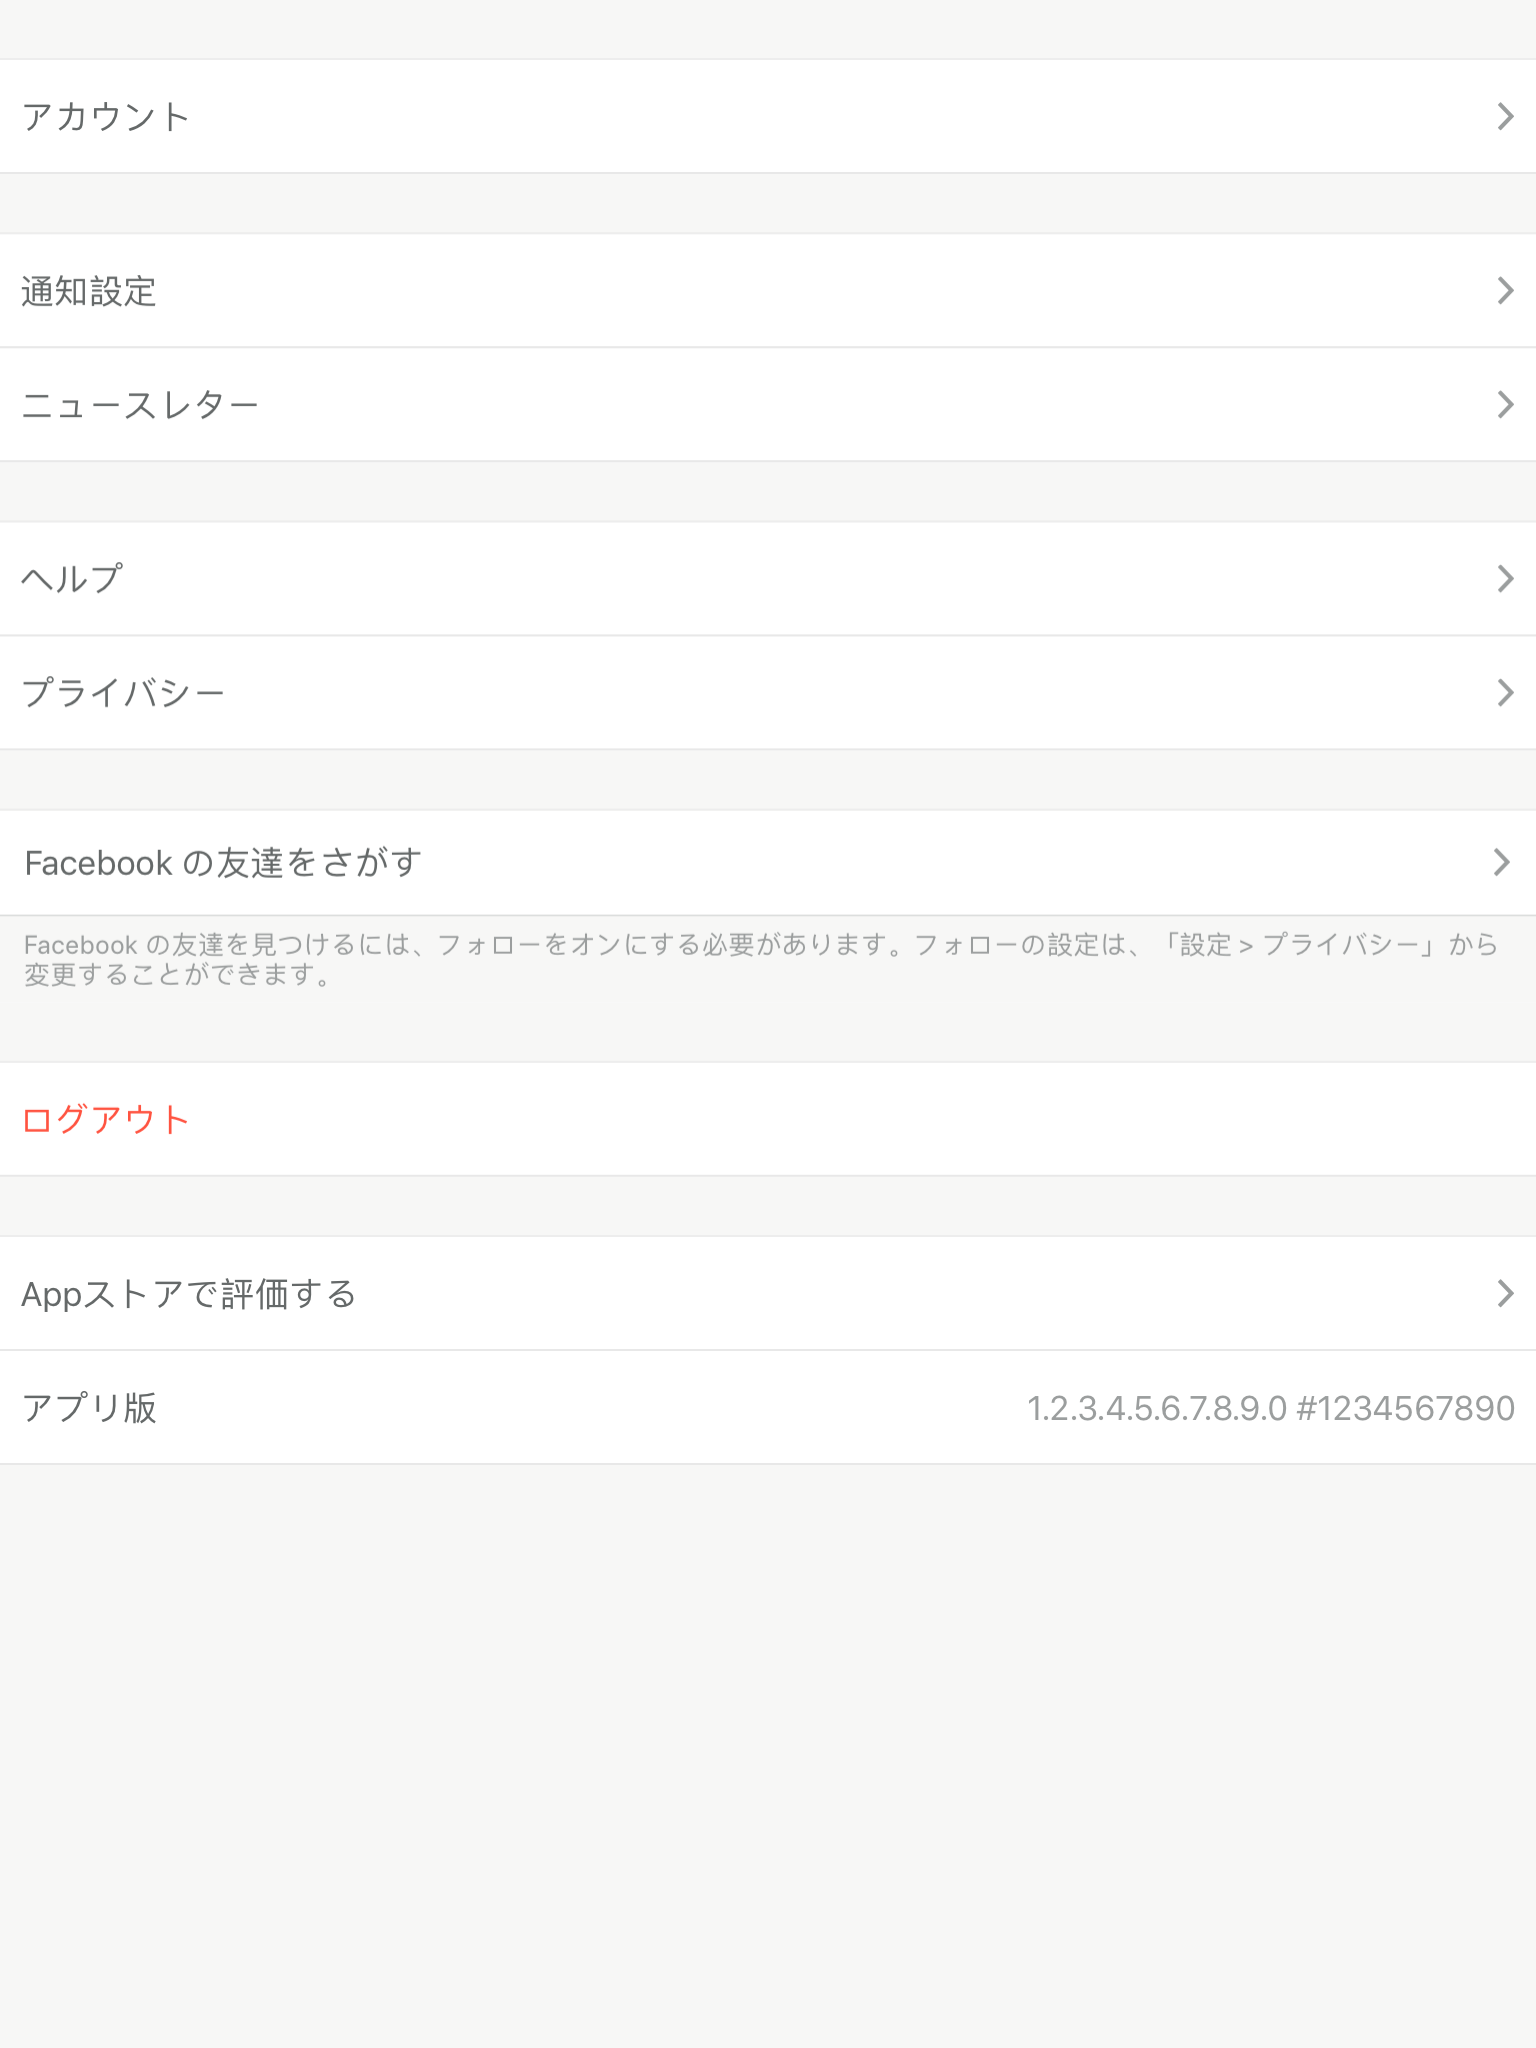 アカウント
通知設定
ニュースレター
ヘルプ
プライバシー
Facebook の友達をさがす
Facebook の友達を見つけるには、フォローをオンにする必要があります。フォローの設定は、「設定 > プライバシー」から
変更することができます。
ログアウト
Appストアで評価する
アプリ版 1.2.3.4.5.6.7.8.9.0 #1234567890